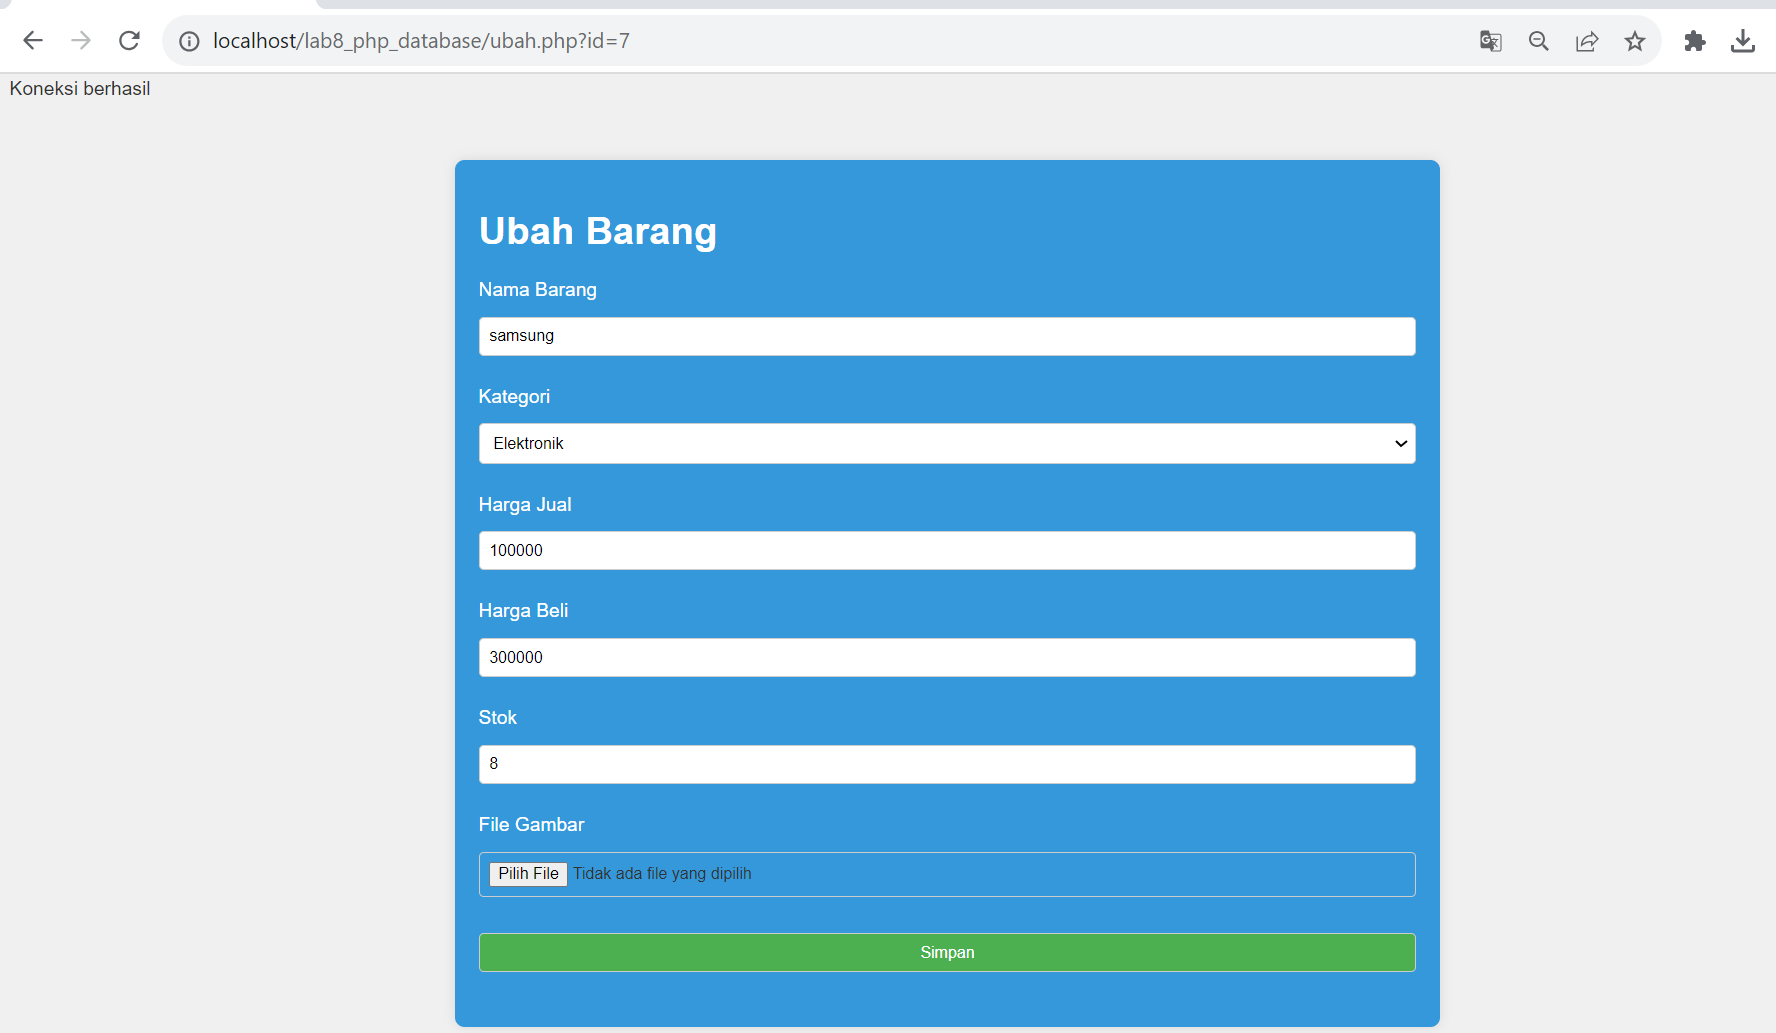 localhost/lab8_php_database/ubah.php?id=7
Koneksi berhasil
Ubah Barang
Nama Barang
samsung
Kategori
Elektronik
Harga Jual
100000
Harga Beli
300000
Stok
8
File Gambar
Pilih File Tidak ada file yang dipilih
Simpan